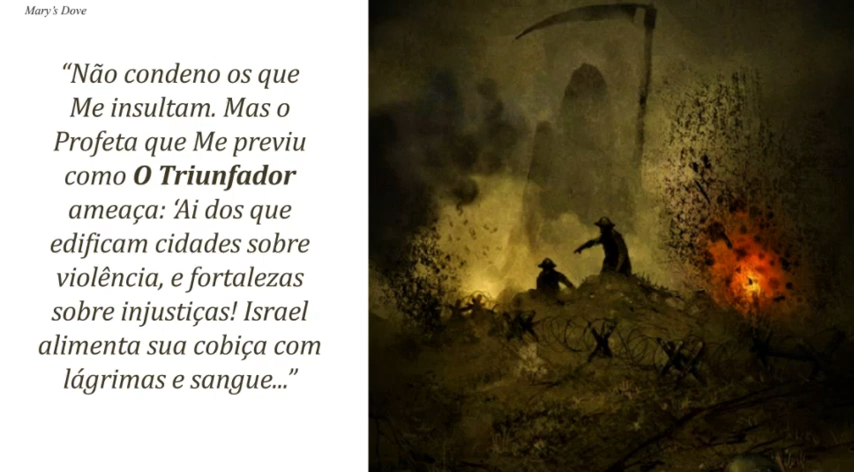 Mary's Dove
“Não condeno os que
Me insultam. Mas o
Profeta que Me previu
como O Triunfador
ameaça: ‘Ai dos que
edificam cidades sobre
violência, e fortalezas
sobre injustiças! Israel
alimenta sua cobiça com
lágrimas e sangue...”